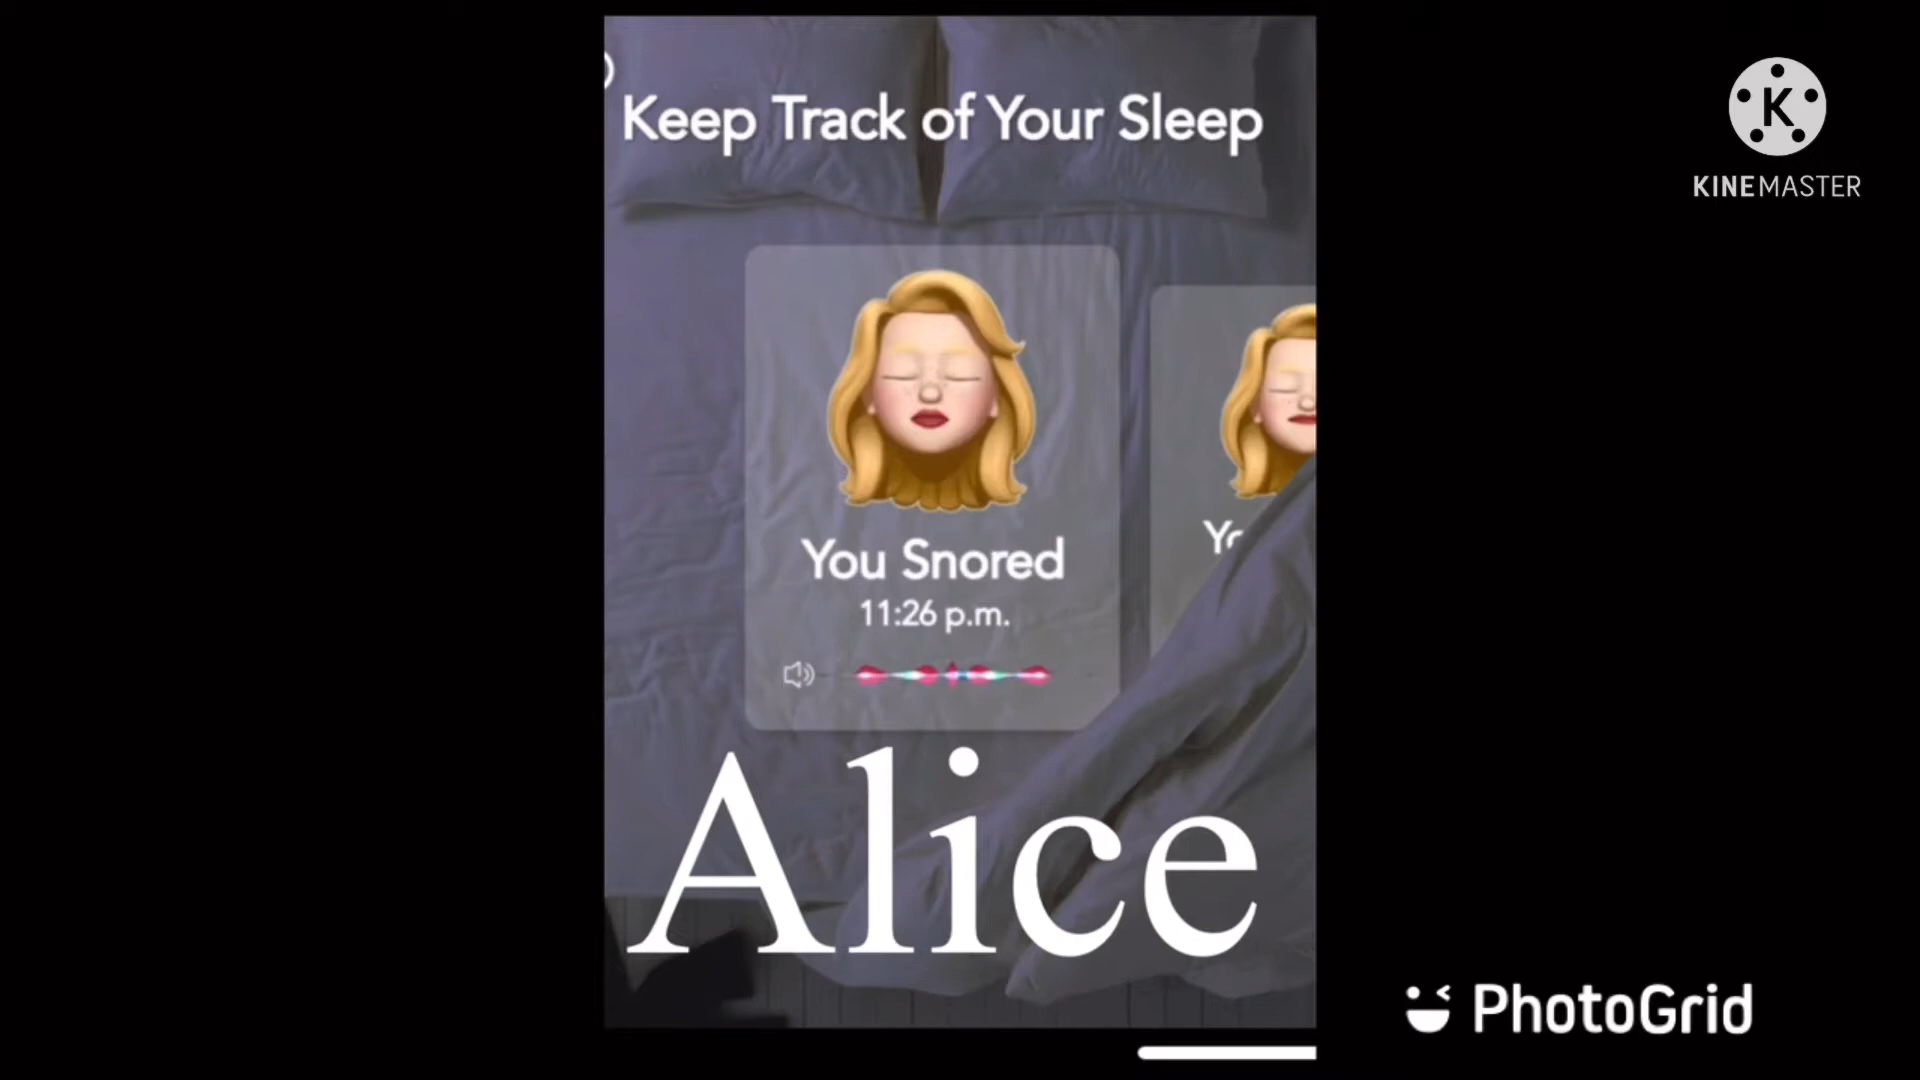 Keep Track of Your Sleep
You Snored
11:26 p.m.
Alice
K
KINEMASTER
PhotoGrid